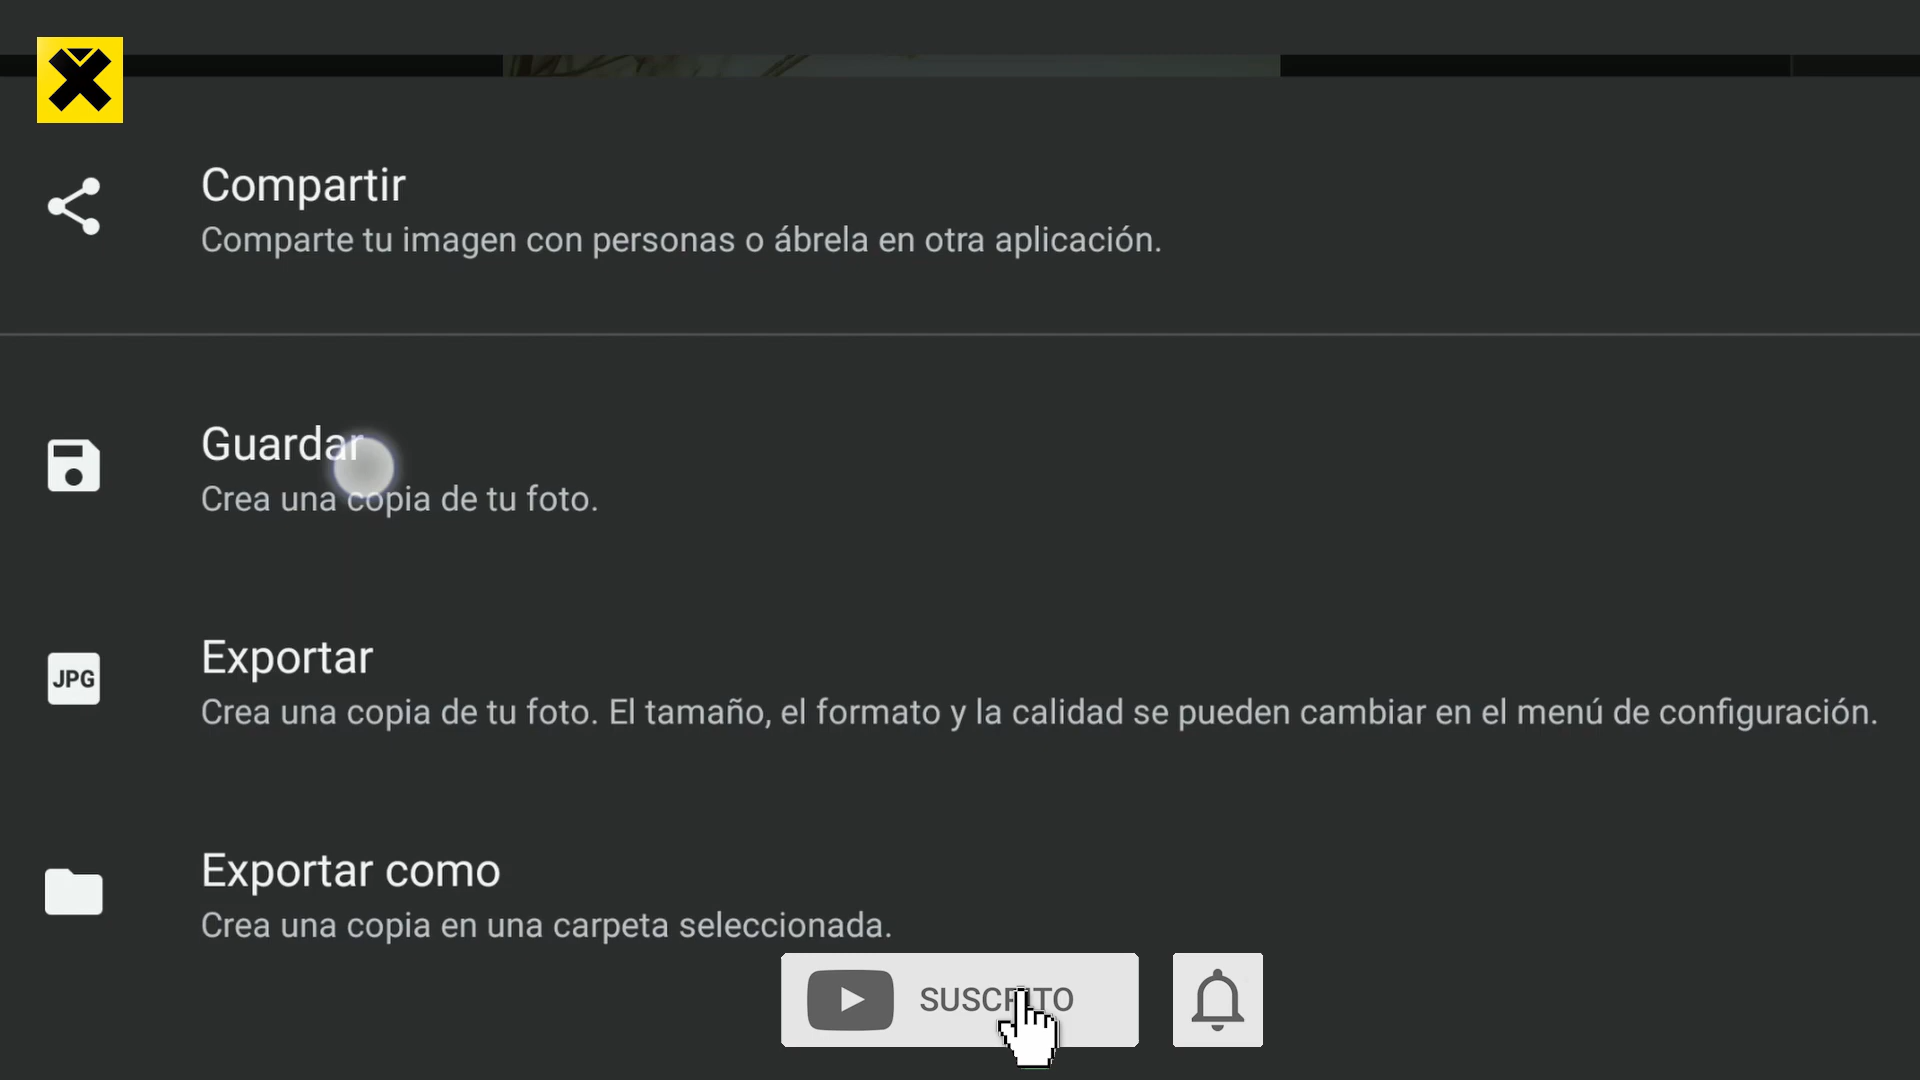 Compartir
Comparte tu imagen con personas o ábrela en otra aplicación.
Guardar
Crea una copia de tu foto.
JPG
Exportar
Crea una copia de tu foto. El tamaño, el formato y la calidad se pueden cambiar en el menú de configuración.
Exportar como
Crea una copia en una carpeta seleccionada.
SUSCRITO